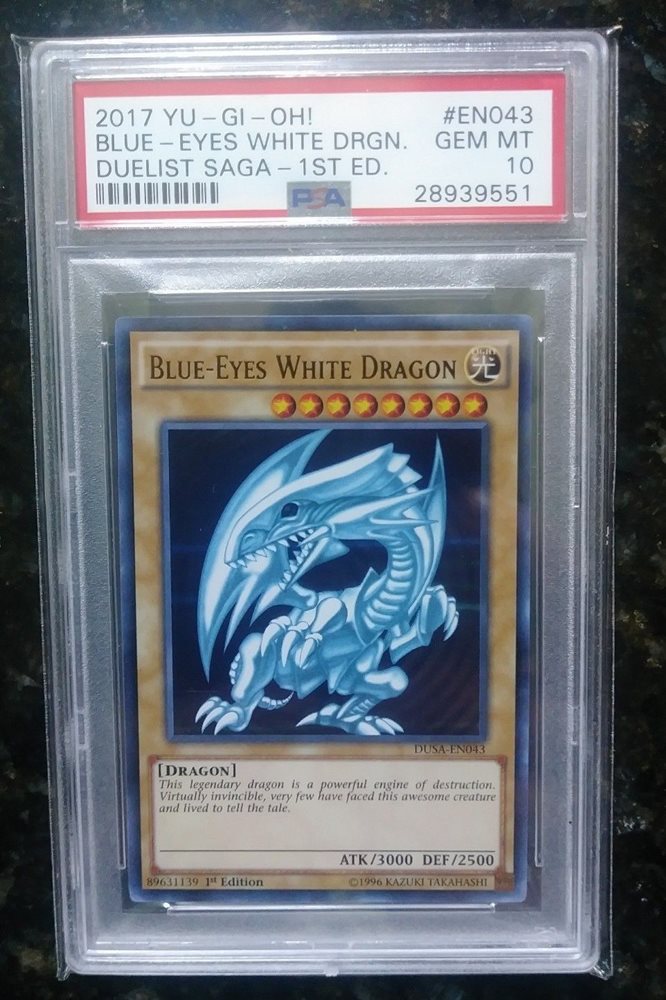 2017 YU-GI-OH! #EN043
BLUE-EYES WHITE DRGN. GEM MT
DUELIST SAGA-1ST ED. 10
PSA 28939551
BLUE-EYES WHITE DRAGON LIGHT
光
DUSA-EN043
[DRAGON]
This legendary dragon is a powerful engine of destruction.
Virtually invincible, very few have faced this awesome creature
and lived to tell the tale.
ATK/3000 DEF/2500
89631139 1st Edition ©1996 KAZUKI TAKAHASHI